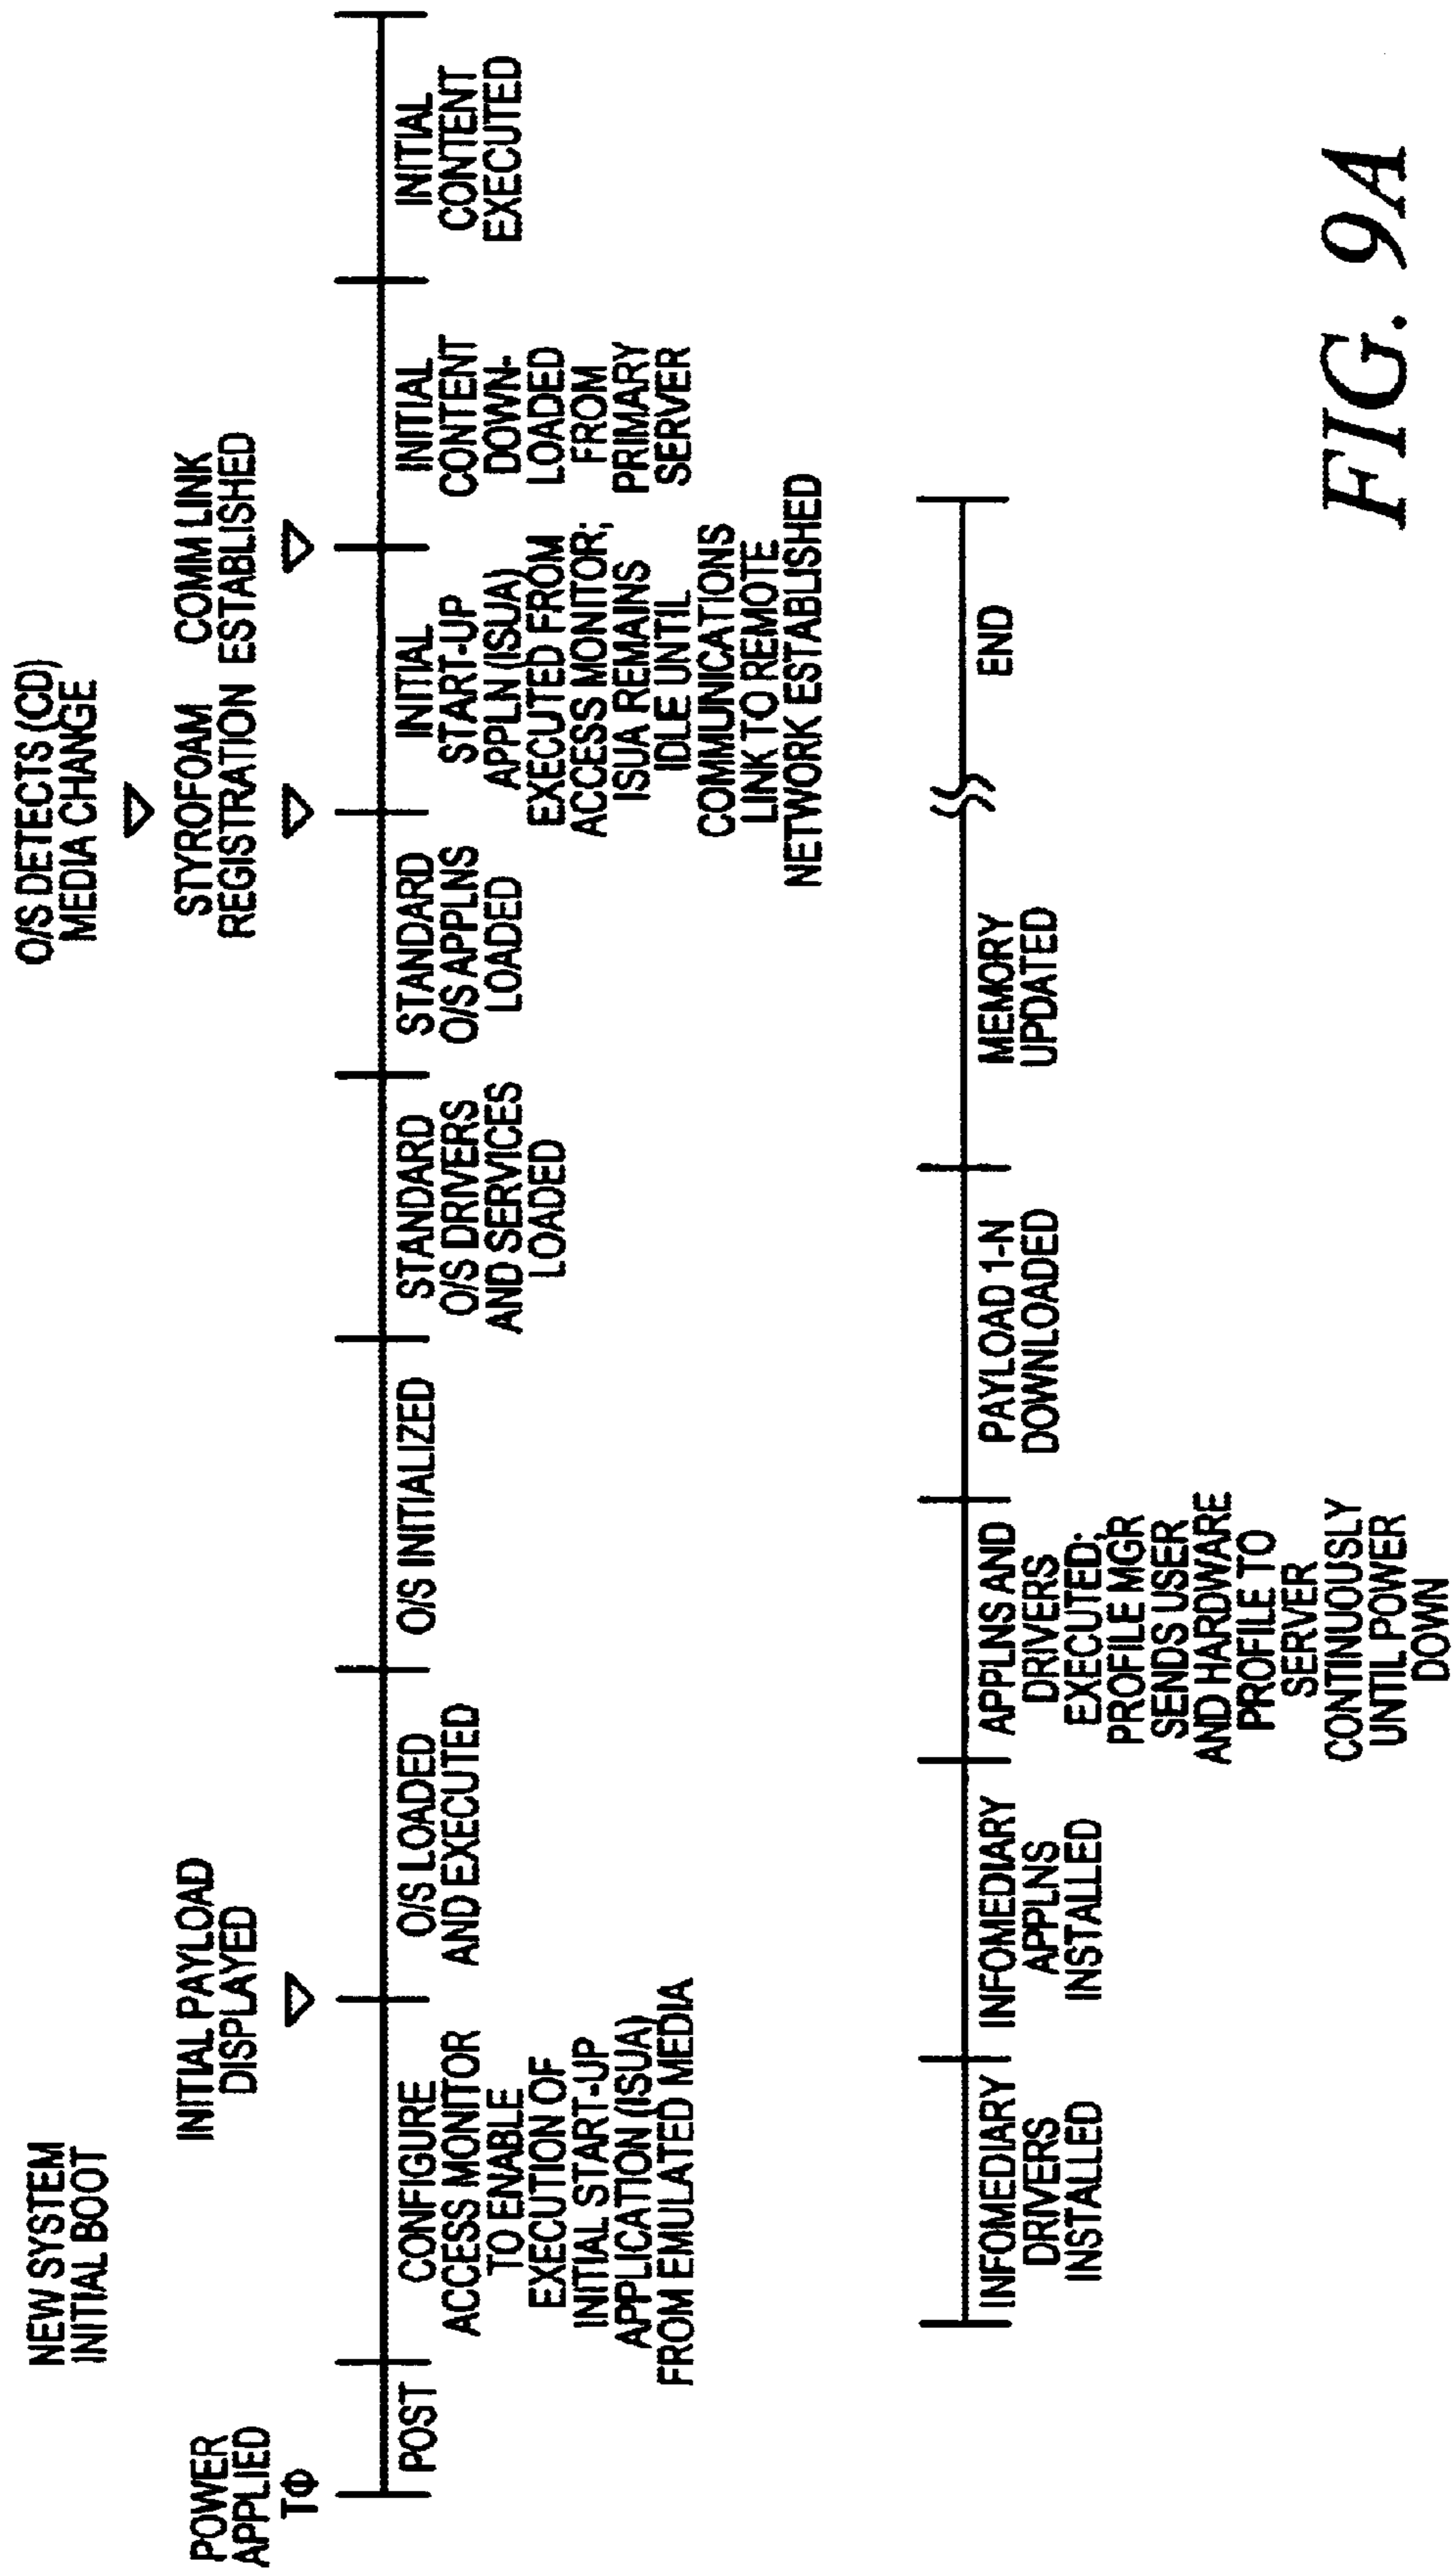 NEW SYSTEM
INITIAL BOOT
POWER
APPLIED
TΦ
INITIAL PAYLOAD
DISPLAYED
O/S DETECTS (CD)
MEDIA CHANGE
STYROFOAM
REGISTRATION
COMM LINK
ESTABLISHED
POST
CONFIGURE
ACCESS MONITOR
TO ENABLE
EXECUTION OF
INITIAL START-UP
APPLICATION (ISUA)
FROM EMULATED MEDIA
O/S LOADED
AND EXECUTED
O/S INITIALIZED
STANDARD
O/S DRIVERS
AND SERVICES
LOADED
STANDARD
O/S APPLNS
LOADED
INITIAL
START-UP
APPLN (ISUA)
EXECUTED FROM
ACCESS MONITOR;
ISUA REMAINS
IDLE UNTIL
COMMUNICATIONS
LINK TO REMOTE
NETWORK ESTABLISHED
INITIAL
CONTENT
DOWN-
LOADED
FROM
PRIMARY
SERVER
INITIAL
CONTENT
EXECUTED
INFOMEDIARY
DRIVERS
INSTALLED
INFOMEDIARY
APPLNS
INSTALLED
APPLNS AND
DRIVERS
EXECUTED;
PROFILE MGR
SENDS USER
AND HARDWARE
PROFILE TO
SERVER
CONTINUOUSLY
UNTIL POWER
DOWN
PAYLOAD 1-N
DOWNLOADED
MEMORY
UPDATED
END
FIG. 9A